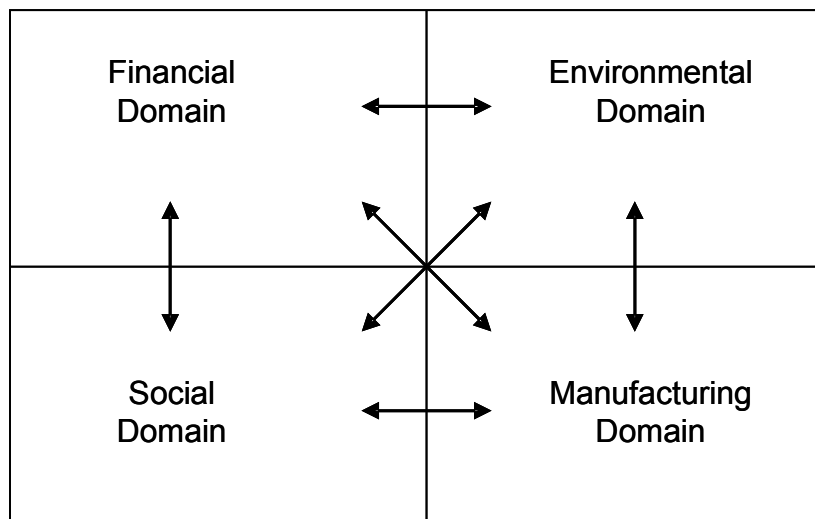 Financial
Domain
Environmental
Domain
Social
Domain
Manufacturing
Domain